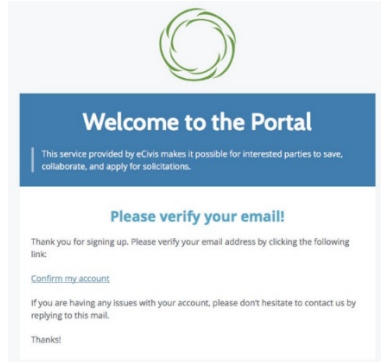 Welcome to the Portal
This service provided by eCivis makes it possible for interested parties to save,
collaborate, and apply for solicitations.
Please verify your email!
Thank you for signing up. Please verify your email address by clicking the following
link:
Confirm my account
If you are having any issues with your account, please don't hesitate to contact us by
replying to this mail.
Thanks!